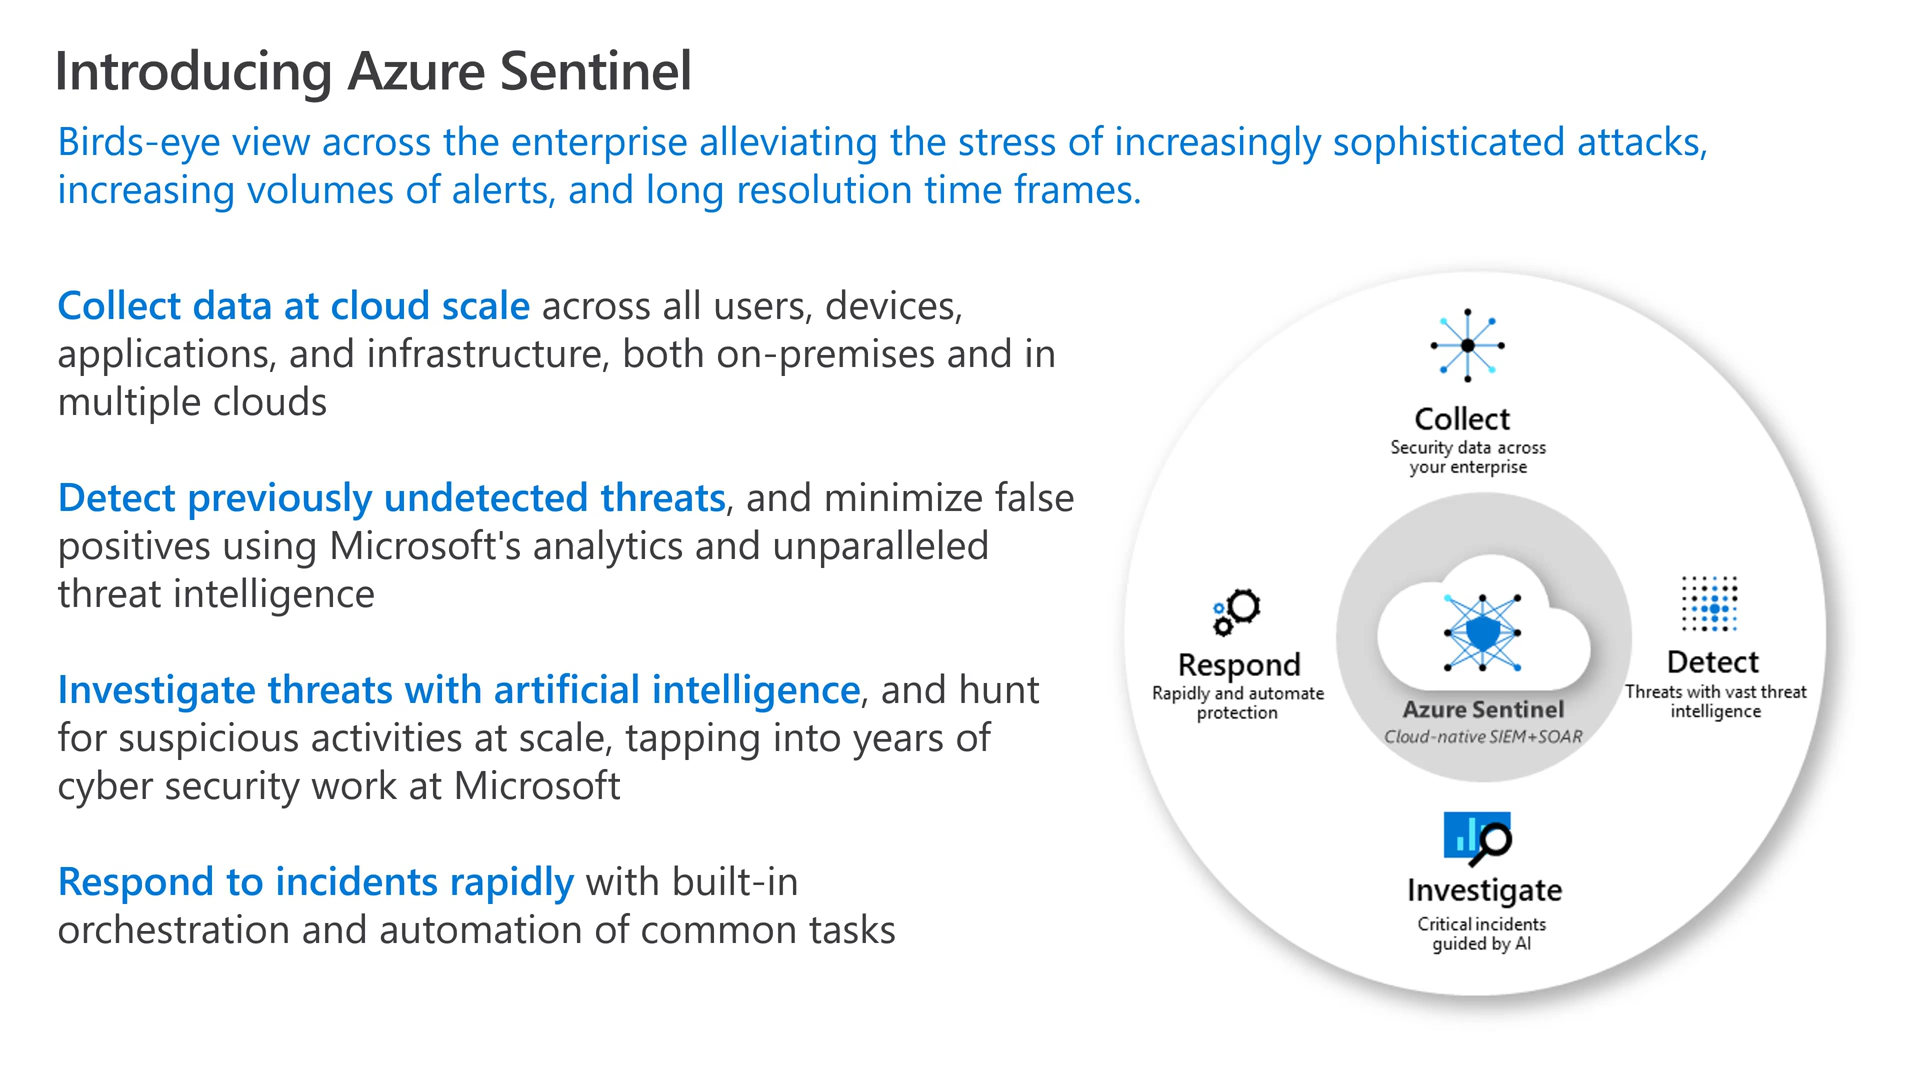 Introducing Azure Sentinel
Birds-eye view across the enterprise alleviating the stress of increasingly sophisticated attacks,
increasing volumes of alerts, and long resolution time frames.
Collect data at cloud scale across all users, devices,
applications, and infrastructure, both on-premises and in
multiple clouds
Detect previously undetected threats, and minimize false
positives using Microsoft's analytics and unparalleled
threat intelligence
Investigate threats with artificial intelligence, and hunt
for suspicious activities at scale, tapping into years of
cyber security work at Microsoft
Respond to incidents rapidly with built-in
orchestration and automation of common tasks
Collect
Security data across
your enterprise
Respond
Rapidly and automate
protection
Azure Sentinel
Cloud-native SIEM+SOAR
Detect
Threats with vast threat
intelligence
Investigate
Critical incidents
guided by AI